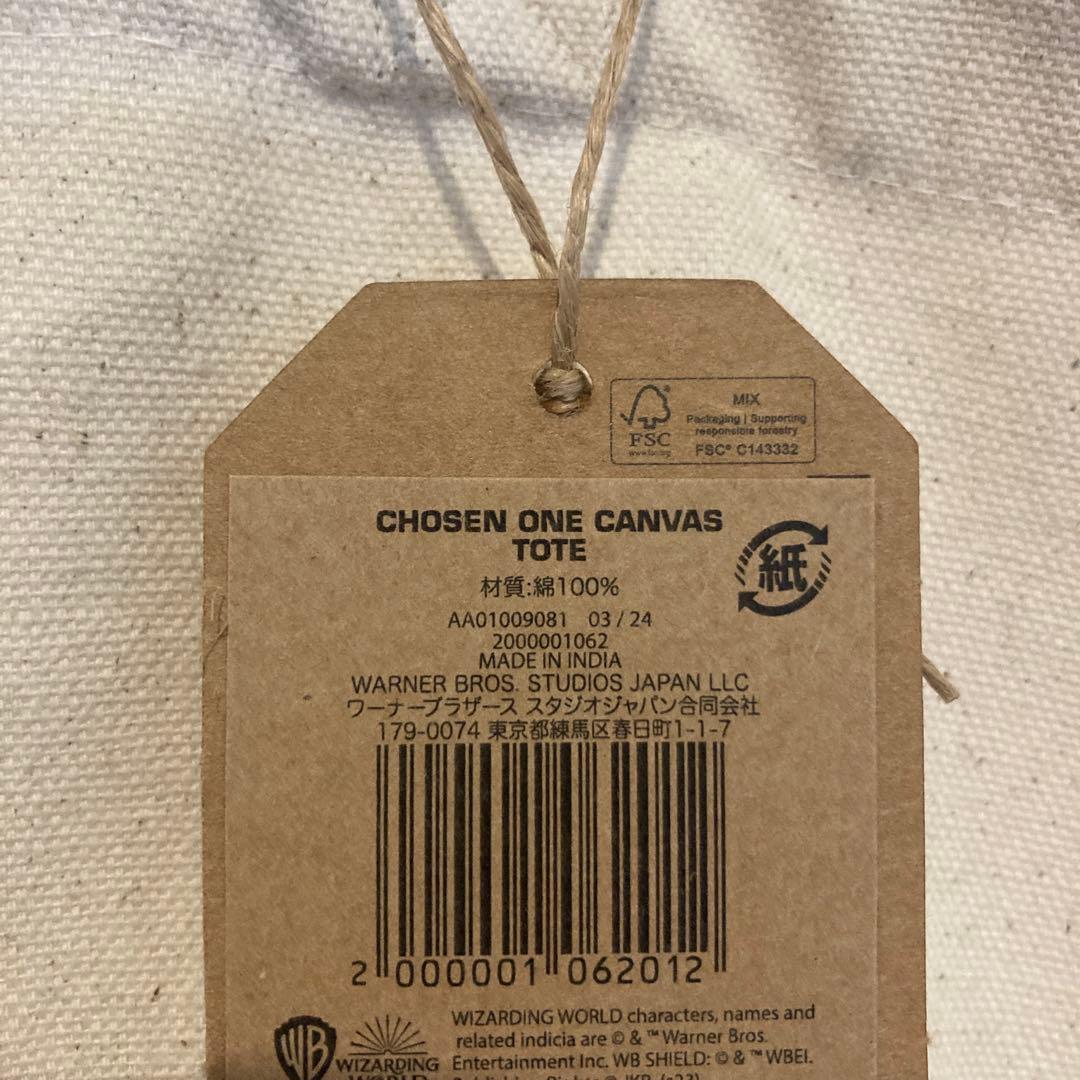 MIX
Packaging | Supporting
responsible forestry
FSC® C143332
FSC
www.fsc.org
CHOSEN ONE CANVAS
TOTE
紙
材質:綿100%
AA01009081 03 / 24
2000001062
MADE IN INDIA
WARNER BROS. STUDIOS JAPAN LLC
ワーナーブラザース スタジオジャパン合同会社
179-0074 東京都練馬区春日町1-1-7
2 000001 062012
WIZARDING WORLD characters, names and
related indicia are © & ™ Warner Bros.
Entertainment Inc. WB SHIELD: © & ™ WBEI.
WB
WIZARDING
WORLD